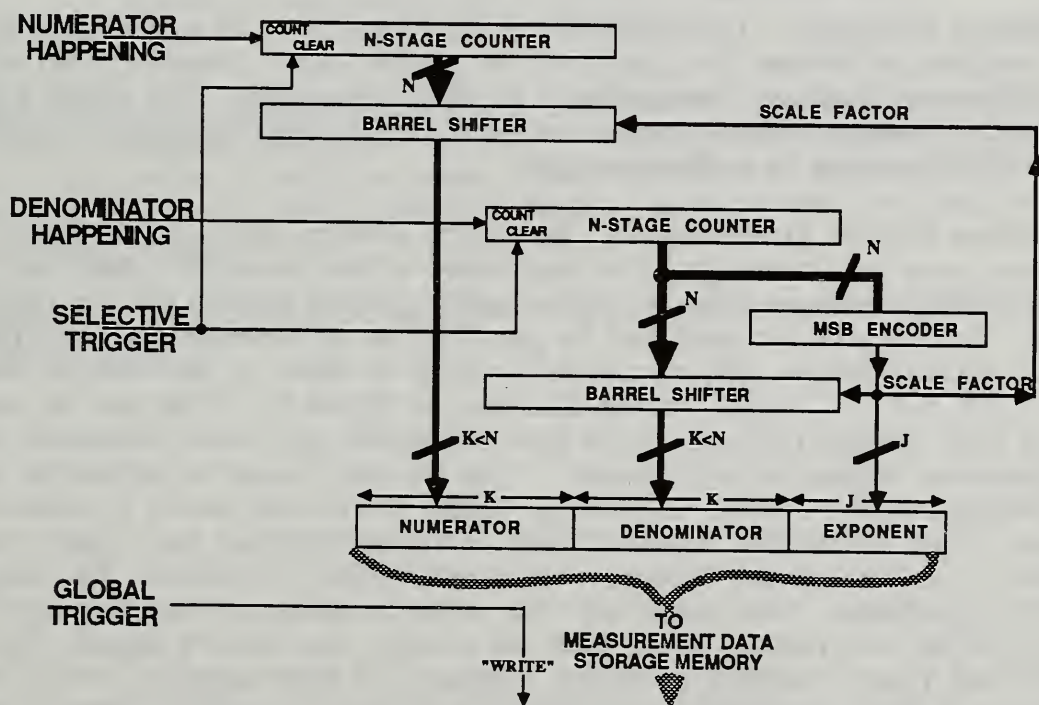 NUMERATOR
HAPPENING
COUNT
CLEAR
N-STAGE COUNTER
N
BARREL SHIFTER
SCALE FACTOR
DENOMINATOR
HAPPENING
COUNT
CLEAR
N-STAGE COUNTER
N
N
SELECTIVE
TRIGGER
MSB ENCODER
BARREL SHIFTER
SCALE FACTOR
K<N
K<N
J
K
K
J
NUMERATOR
DENOMINATOR
EXPONENT
GLOBAL
TRIGGER
TO
MEASUREMENT DATA
STORAGE MEMORY
"WRITE"